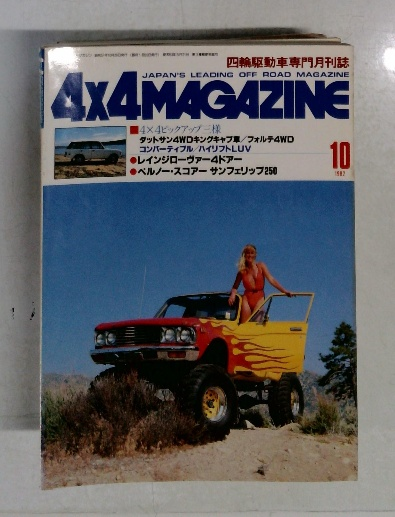 四輪駆動車専門月刊誌
JAPAN'S LEADING OFF ROAD MAGAZINE
4X4MAGAZINE
■4×4ピックアップ三様
ダットサン4WDキングキャブ車／フォルテ4WD
コンバーティブル／ハイリフトLUV
●レインジローヴァー4ドアー
●ベルノー・スコアー サンフェリップ250
10
1982